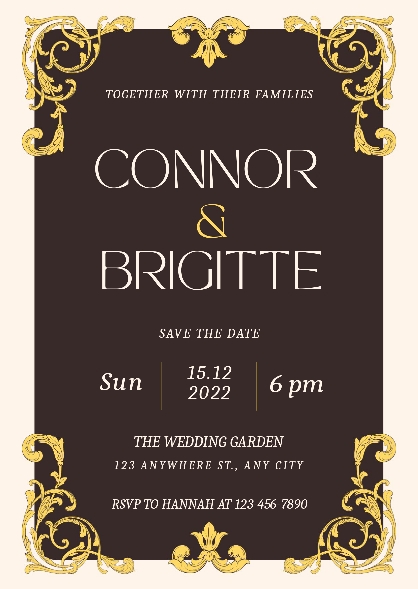 TOGETHER WITH THEIR FAMILIES
CONNOR
&
BRIGITTE
SAVE THE DATE
Sun
15.12
2022
6 pm
THE WEDDING GARDEN
123 ANYWHERE ST., ANY CITY
RSVP TO HANNAH AT 123 456 7890